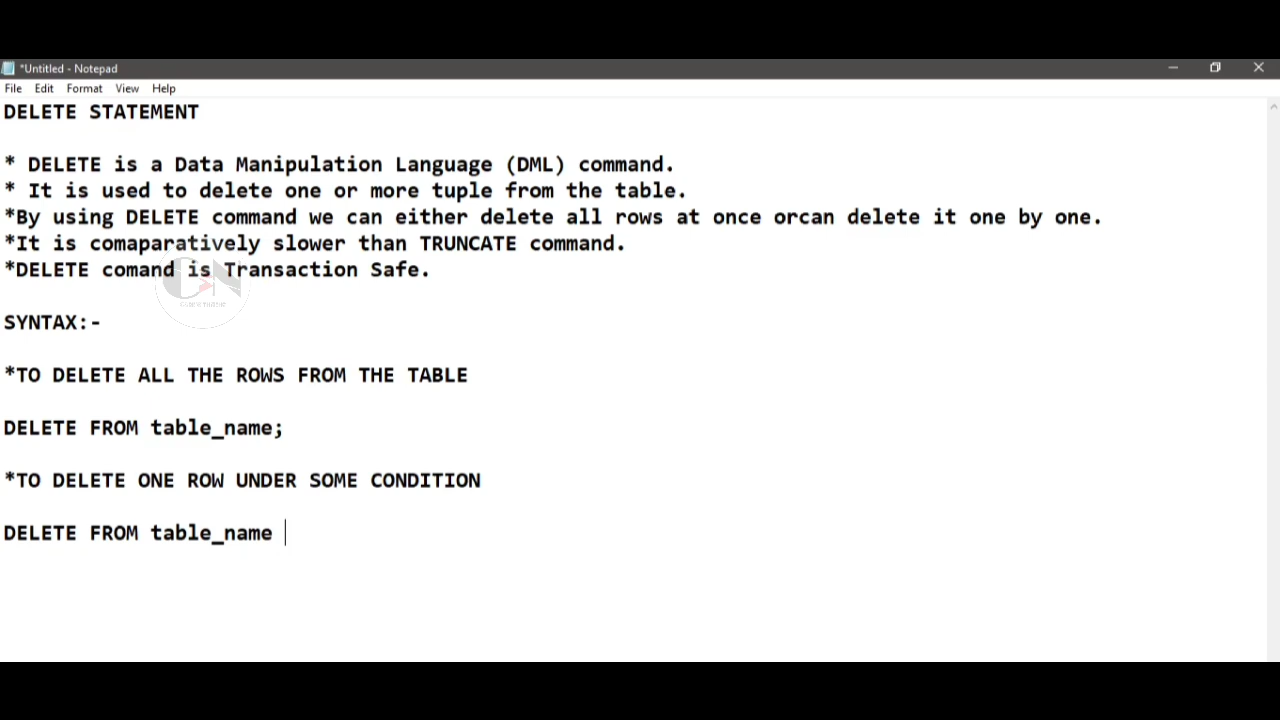 *Untitled - Notepad
File Edit Format View Help
DELETE STATEMENT
* DELETE is a Data Manipulation Language (DML) command.
* It is used to delete one or more tuple from the table.
*By using DELETE command we can either delete all rows at once orcan delete it one by one.
*It is comaparatively slower than TRUNCATE command.
*DELETE comand is Transaction Safe.
SYNTAX:-
*TO DELETE ALL THE ROWS FROM THE TABLE
DELETE FROM table_name;
*TO DELETE ONE ROW UNDER SOME CONDITION
DELETE FROM table_name